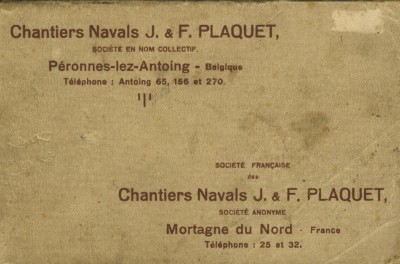 Chantiers Navals J. & F. PLAQUET,
SOCIÉTÉ EN NOM COLLECTIF.
Péronnes-lez-Antoing - Belgique
Téléphone : Antoing 65, 156 et 270.
SOCIÉTÉ FRANÇAISE
des
Chantiers Navals J. & F. PLAQUET,
SOCIÉTÉ ANONYME
Mortagne du Nord - France
Téléphone : 25 et 32.